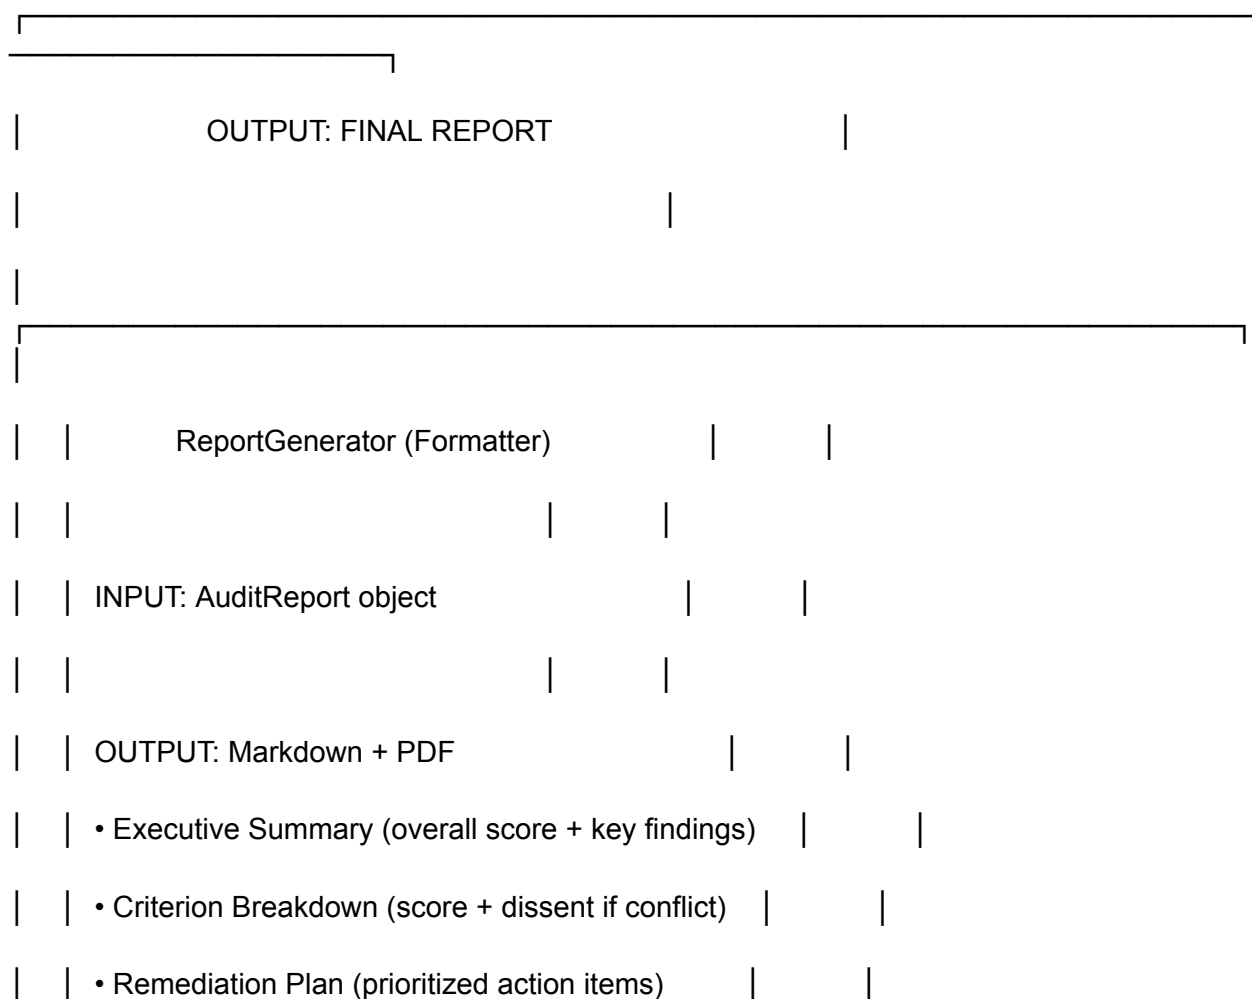 OUTPUT: FINAL REPORT
ReportGenerator (Formatter)
INPUT: AuditReport object
OUTPUT: Markdown + PDF
• Executive Summary (overall score + key findings)
• Criterion Breakdown (score + dissent if conflict)
• Remediation Plan (prioritized action items)